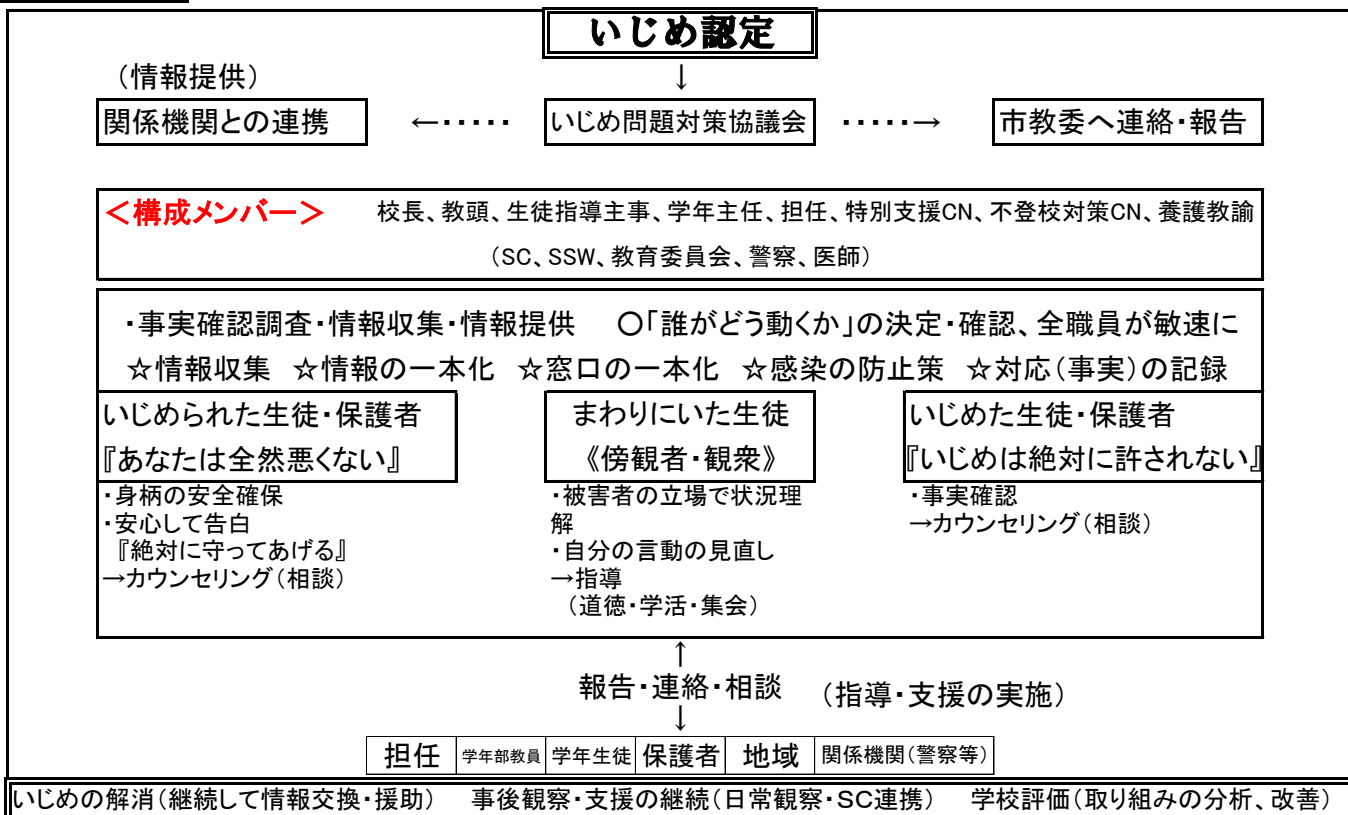 いじめ認定
(情報提供)
↓
関係機関との連携 ←····· いじめ問題対策協議会 ·····→ 市教委へ連絡・報告
＜構成メンバー＞ 校長、教頭、生徒指導主事、学年主任、担任、特別支援CN、不登校対策CN、養護教諭
(SC、SSW、教育委員会、警察、医師)
・事実確認調査・情報収集・情報提供 〇「誰がどう動くか」の決定・確認、全職員が敏速に
☆情報収集 ☆情報の一本化 ☆窓口の一本化 ☆感染の防止策 ☆対応(事実)の記録
いじめられた生徒・保護者
『あなたは全然悪くない』
・身柄の安全確保
・安心して告白
『絶対に守ってあげる』
→カウンセリング(相談)
まわりにいた生徒
《傍観者・観衆》
・被害者の立場で状況理
解
・自分の言動の見直し
→指導
(道徳・学活・集会)
いじめた生徒・保護者
『いじめは絶対に許されない』
・事実確認
→カウンセリング(相談)
↑
報告・連絡・相談 (指導・支援の実施)
↓
担任 学年部教員 学年生徒 保護者 地域 関係機関(警察等)
いじめの解消(継続して情報交換・援助) 事後観察・支援の継続(日常観察・SC連携) 学校評価(取り組みの分析、改善)